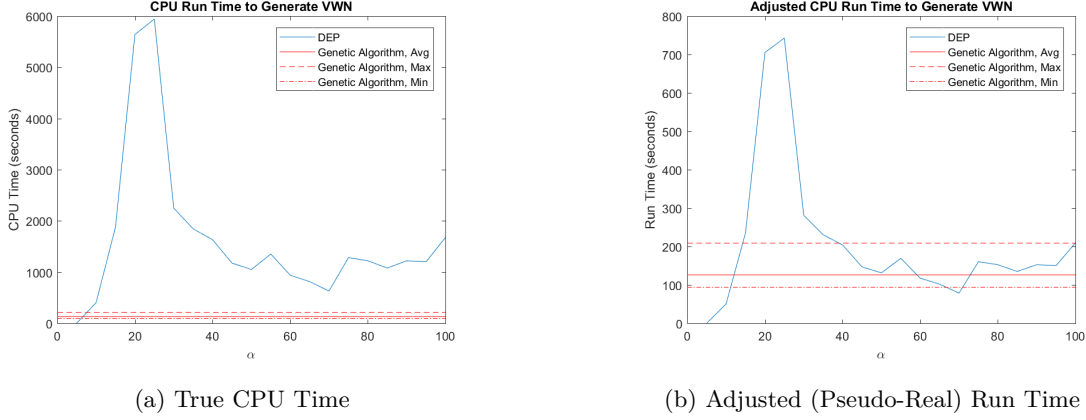 CPU Run Time to Generate VWN
6000
5000
4000
3000
2000
1000
0
CPU Time (seconds)
DEP
Genetic Algorithm, Avg
Genetic Algorithm, Max
Genetic Algorithm, Min
0 20 40 60 80 100
α
(a) True CPU Time
Adjusted CPU Run Time to Generate VWN
800
700
600
500
400
300
200
100
0
Run Time (seconds)
DEP
Genetic Algorithm, Avg
Genetic Algorithm, Max
Genetic Algorithm, Min
0 20 40 60 80 100
α
(b) Adjusted (Pseudo-Real) Run Time